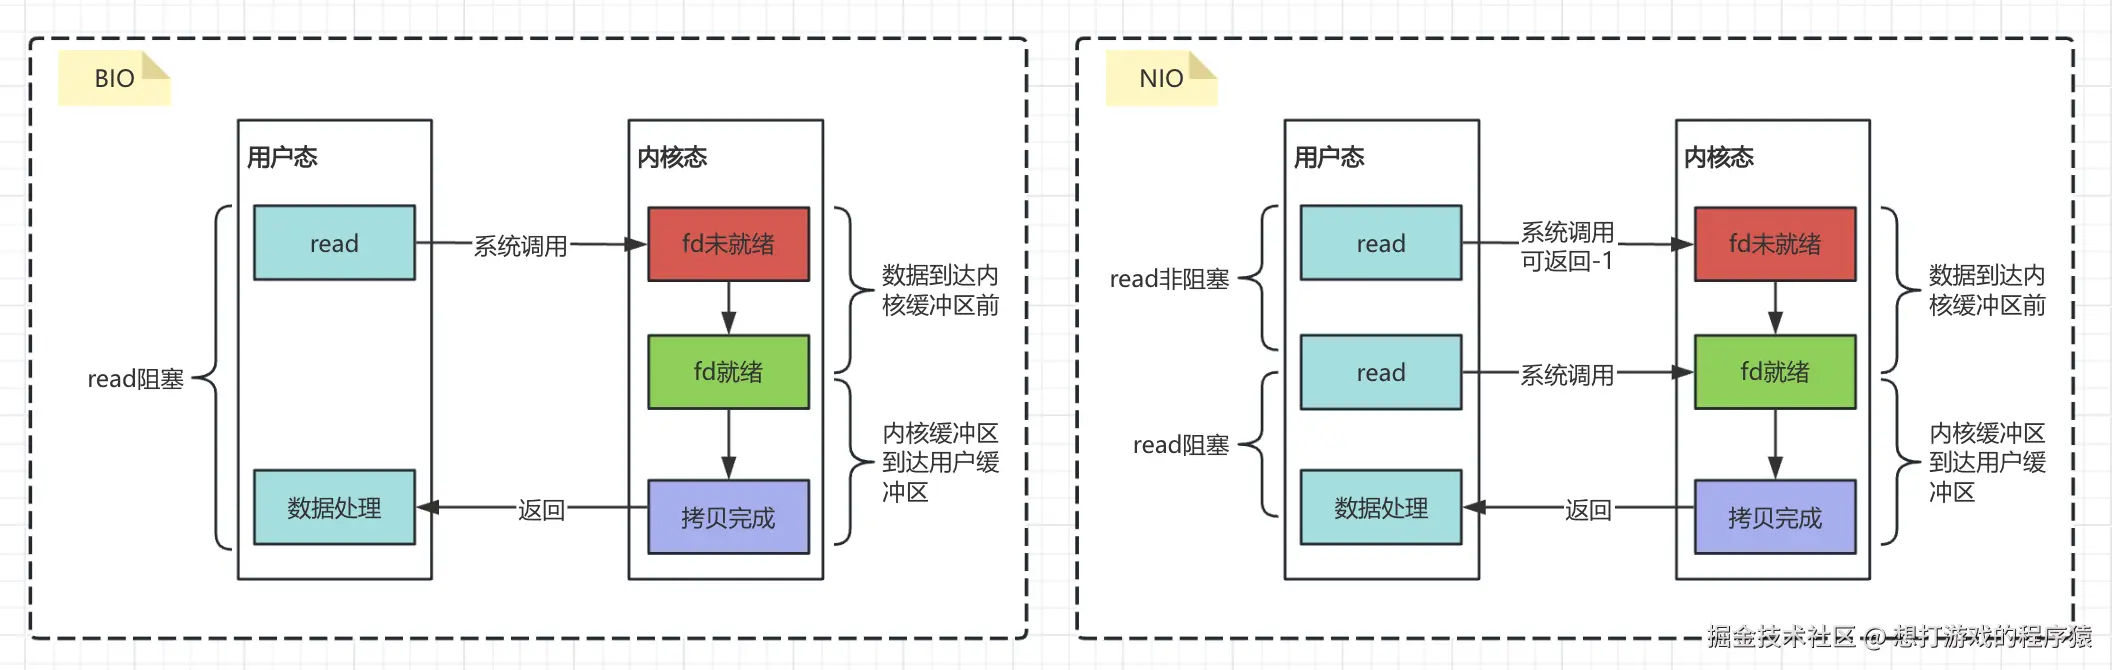 BIO
用户态
内核态
read
系统调用
fd未就绪
数据到达内
核缓冲区前
read阻塞
fd就绪
内核缓冲区
到达用户缓
冲区
数据处理
返回
拷贝完成
NIO
用户态
内核态
read非阻塞
read
系统调用
可返回-1
fd未就绪
数据到达内
核缓冲区前
read
系统调用
fd就绪
read阻塞
内核缓冲区
到达用户缓
冲区
数据处理
返回
拷贝完成
掘金技术社区 @ 想打游戏的程序猿